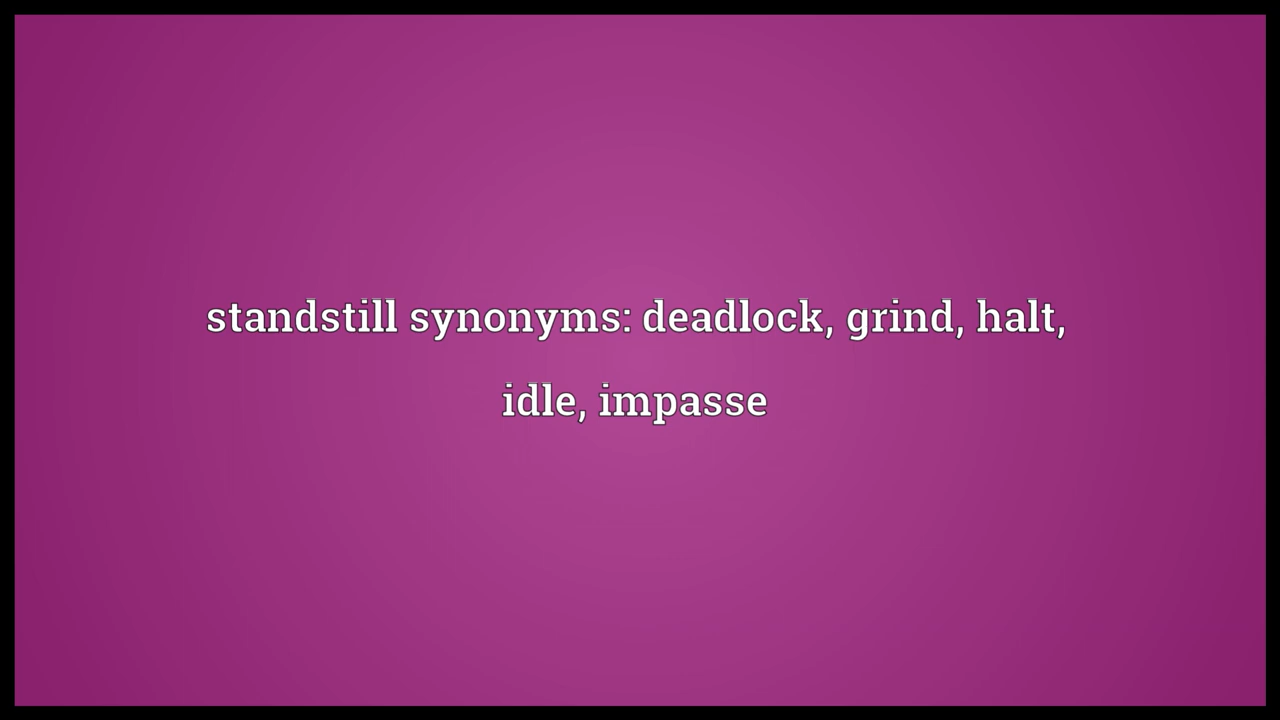 standstill synonyms: deadlock, grind, halt,
idle, impasse